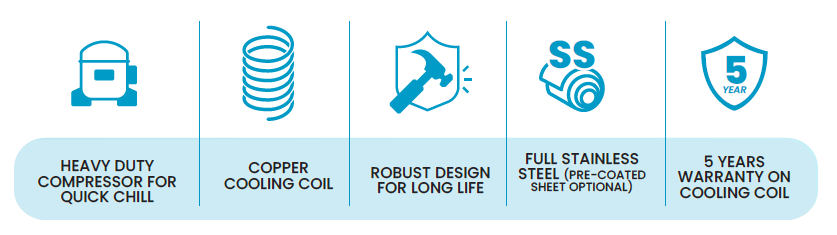 SS
5
YEAR
HEAVY DUTY
COMPRESSOR FOR
QUICK CHILL
COPPER
COOLING COIL
ROBUST DESIGN
FOR LONG LIFE
FULL STAINLESS
STEEL (PRE-COATED
SHEET OPTIONAL)
5 YEARS
WARRANTY ON
COOLING COIL